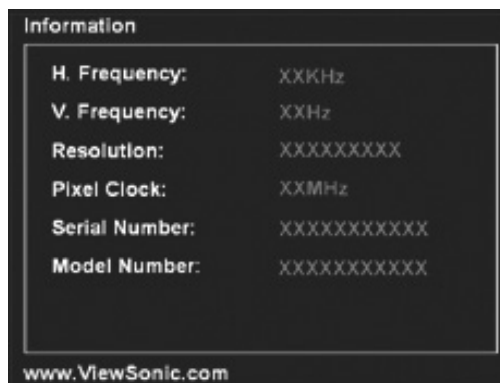 Information
H. Frequency: XXKHz
V. Frequency: XXHz
Resolution: XXXXXXXXX
Pixel Clock: XXMHz
Serial Number: XXXXXXXXXXX
Model Number: XXXXXXXXXXX
www.ViewSonic.com